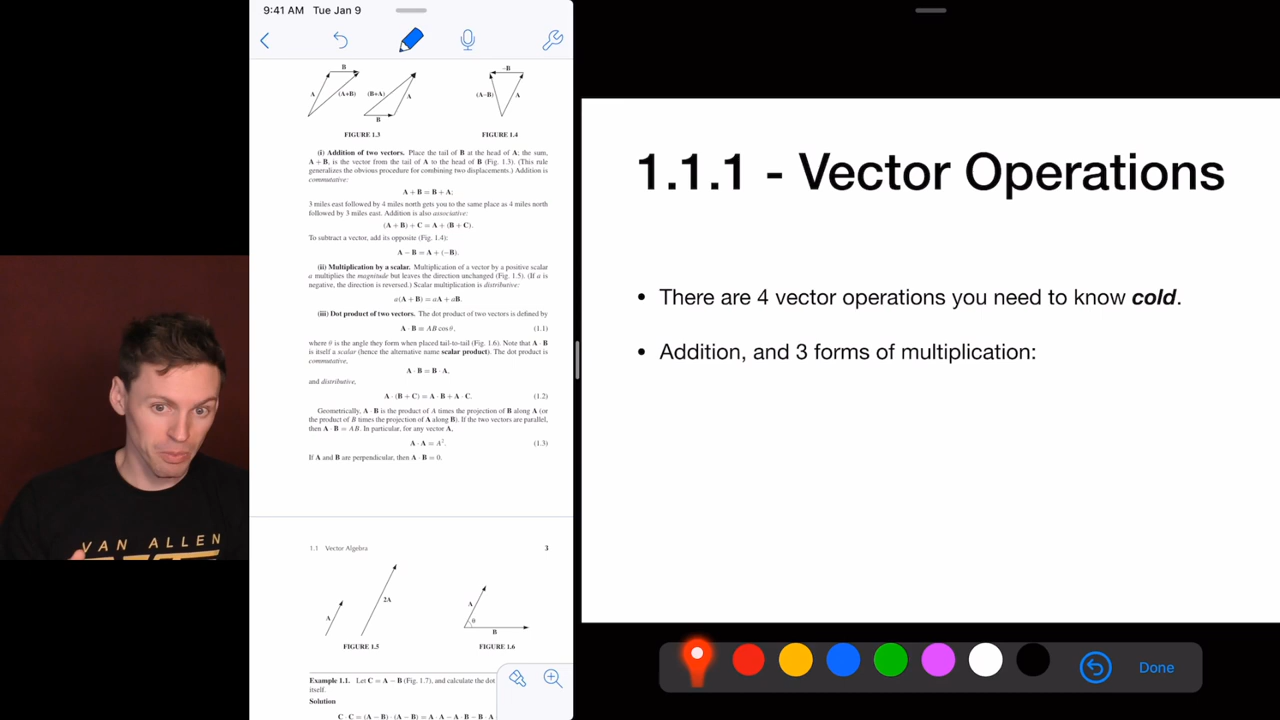 9:41 AM Tue Jan 9
B
A
(A+B)
(B+A)
A
B
−B
(A−B)
A
FIGURE 1.3
FIGURE 1.4
(i) Addition of two vectors. Place the tail of B at the head of A; the sum,
A + B, is the vector from the tail of A to the head of B (Fig. 1.3). (This rule
generalizes the obvious procedure for combining two displacements.) Addition is
commutative:
A + B = B + A;
3 miles east followed by 4 miles north gets you to the same place as 4 miles north
followed by 3 miles east. Addition is also associative:
(A + B) + C = A + (B + C).
To subtract a vector, add its opposite (Fig. 1.4):
A − B = A + (−B).
(ii) Multiplication by a scalar. Multiplication of a vector by a positive scalar
a multiplies the magnitude but leaves the direction unchanged (Fig. 1.5). (If a is
negative, the direction is reversed.) Scalar multiplication is distributive:
a(A + B) = aA + aB.
(iii) Dot product of two vectors. The dot product of two vectors is defined by
A · B ≡ AB cos θ, (1.1)
where θ is the angle they form when placed tail-to-tail (Fig. 1.6). Note that A · B
is itself a scalar (hence the alternative name scalar product). The dot product is
commutative,
A · B = B · A,
and distributive,
A · (B + C) = A · B + A · C. (1.2)
Geometrically, A · B is the product of A times the projection of B along A (or
the product of B times the projection of A along B). If the two vectors are parallel,
then A · B = AB. In particular, for any vector A,
A · A = A². (1.3)
If A and B are perpendicular, then A · B = 0.
1.1 Vector Algebra 3
A
2A
A
θ
B
FIGURE 1.5
FIGURE 1.6
Example 1.1. Let C = A − B (Fig. 1.7), and calculate the dot
itself.
Solution
C · C = (A − B) · (A − B) = A · A − A · B − B · A
VAN ALLEN
1.1.1 - Vector Operations
• There are 4 vector operations you need to know cold.
• Addition, and 3 forms of multiplication:
Done